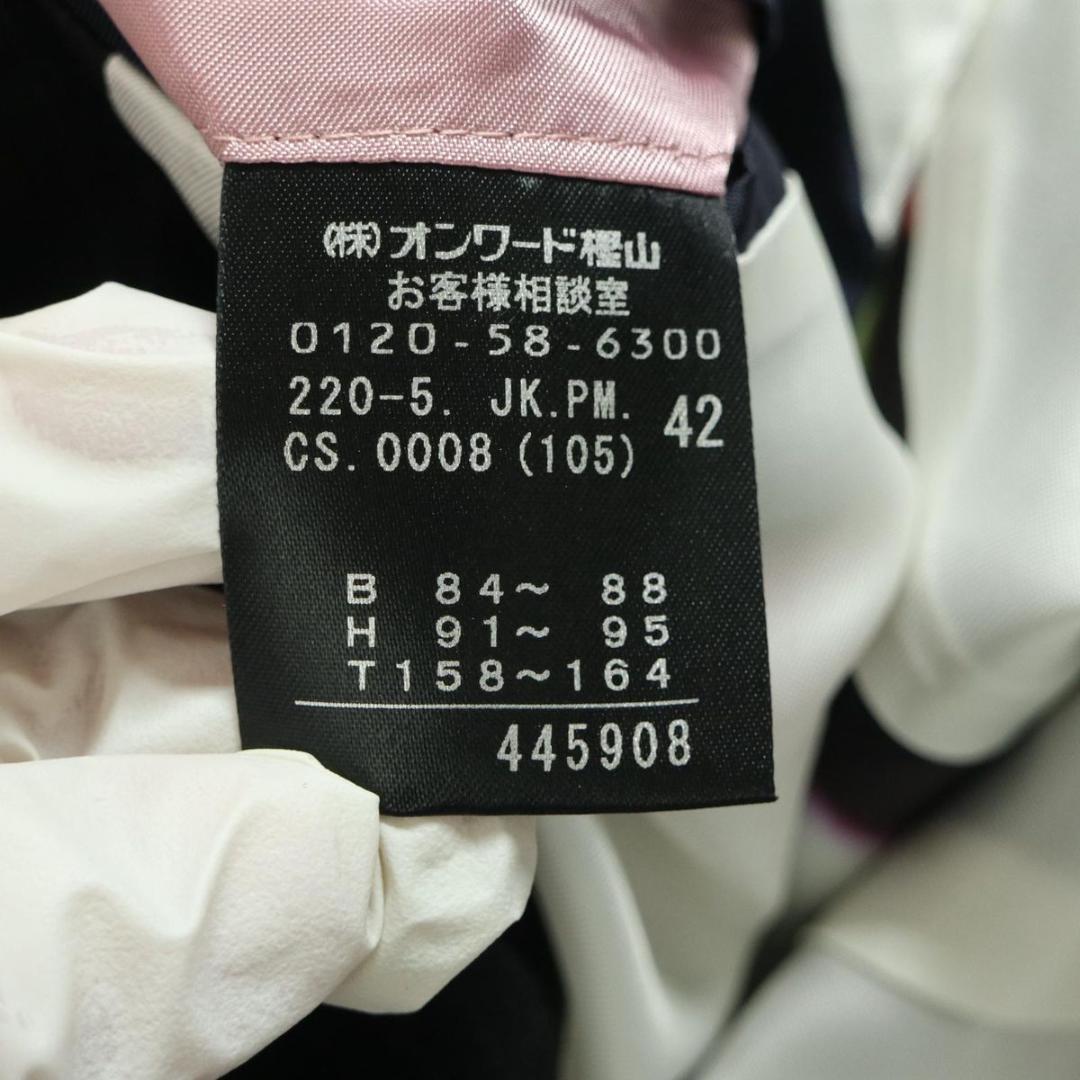 ㈱オンワード樫山
お客様相談室
0120-58-6300
220-5. JK.PM. 42
CS.0008 (105)
B 84~ 88
H 91~ 95
T158~164
445908